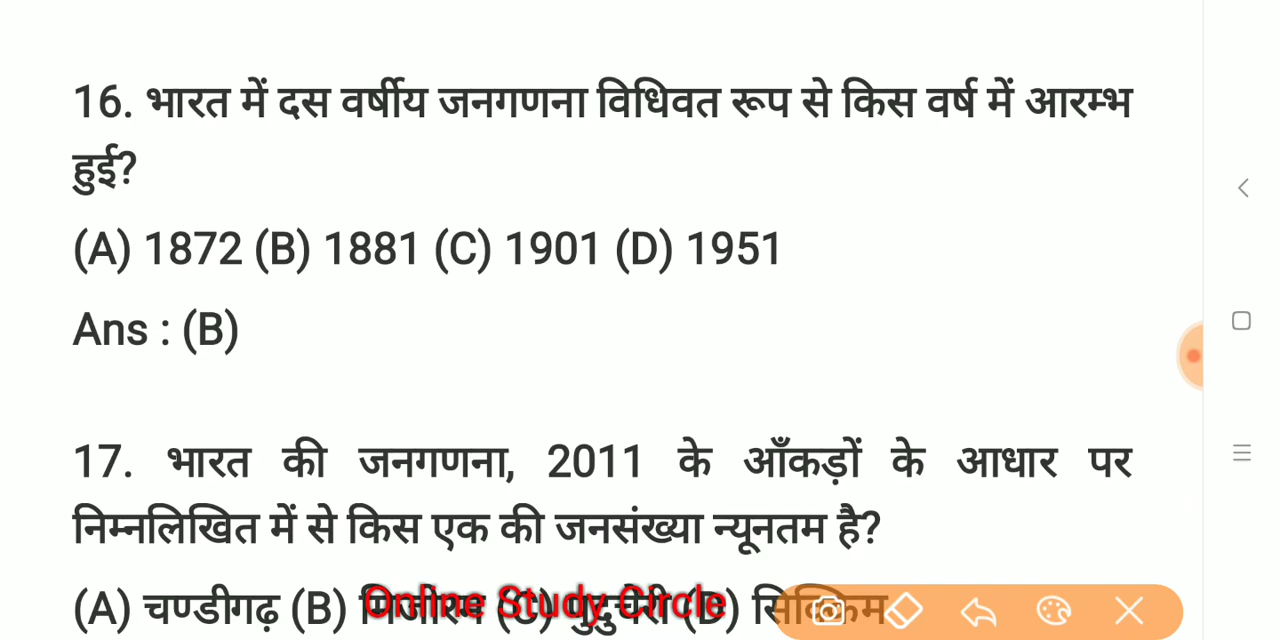 16. भारत में दस वर्षीय जनगणना विधिवत रूप से किस वर्ष में आरम्भ
हुई?
(A) 1872 (B) 1881 (C) 1901 (D) 1951
Ans : (B)
17. भारत की जनगणना, 2011 के आँकड़ों के आधार पर
निम्नलिखित में से किस एक की जनसंख्या न्यूनतम है?
(A) चण्डीगढ़ (B) मिजोरम (C) पुदुचेरी (D) सिक्किम
Online Study Circle